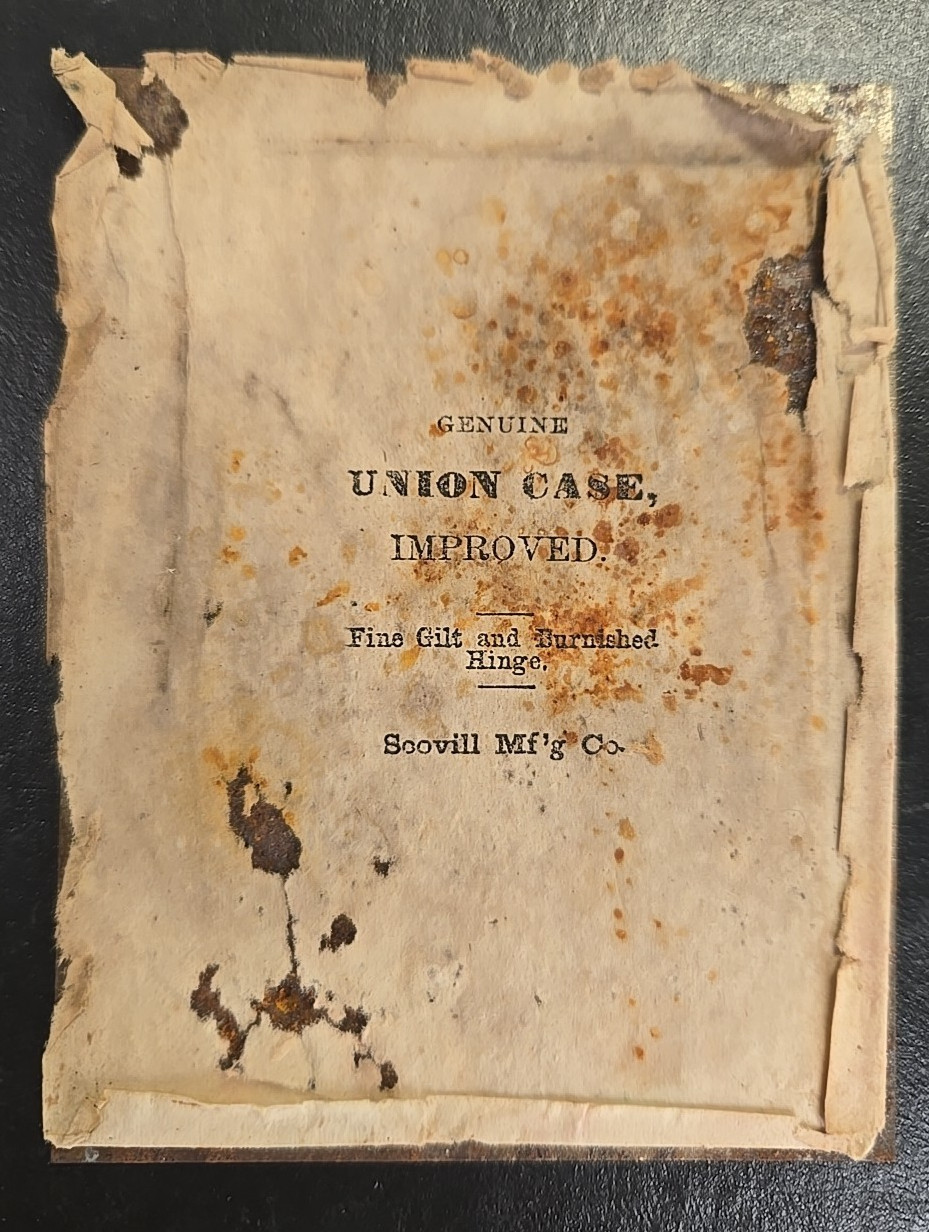 GENUINE
UNION CASE,
IMPROVED.
Fine Gilt and Burnished
Hinge.
Scovill Mf'g Co.